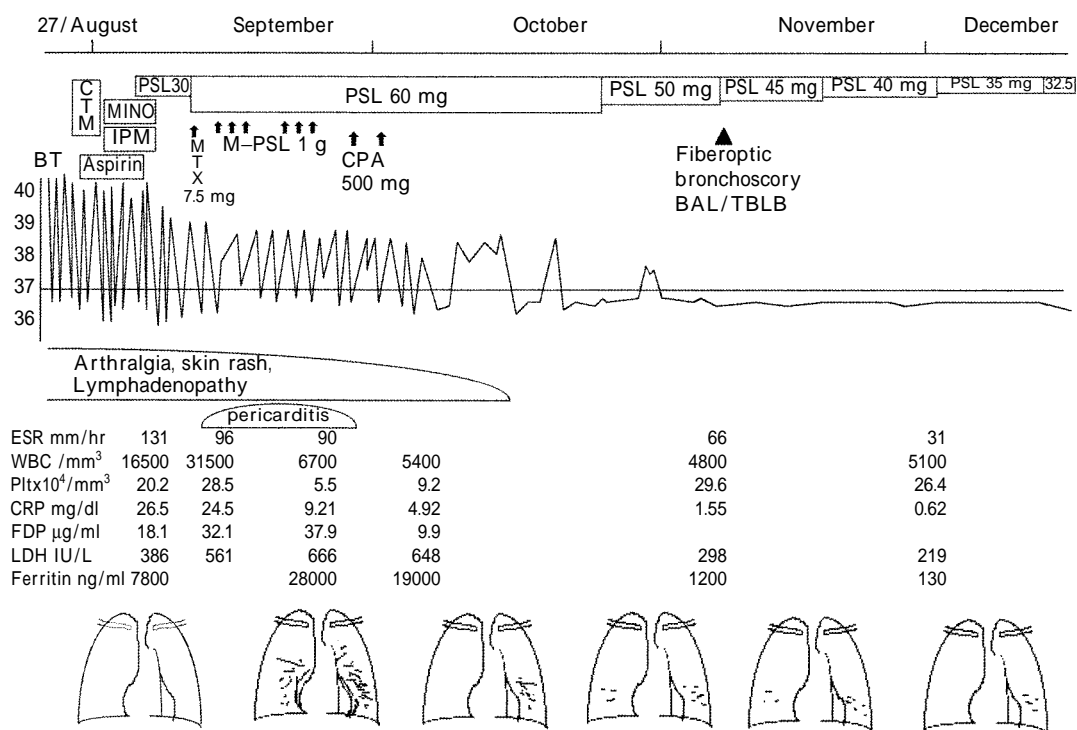 27/August September October November December
PSL30 PSL 60 mg PSL 50 mg PSL 45 mg PSL 40 mg PSL 35 mg 32.5
CTM
MINO
IPM
Aspirin
MTX
7.5 mg
M–PSL 1 g
CPA
500 mg
Fiberoptic
bronchoscory
BAL/TBLB
BT
40
39
38
37
36
Arthralgia, skin rash,
Lymphadenopathy
pericarditis
ESR mm/hr 131 96 90 66 31
WBC /mm³ 16500 31500 6700 5400 4800 5100
Pltx10⁴/mm³ 20.2 28.5 5.5 9.2 29.6 26.4
CRP mg/dl 26.5 24.5 9.21 4.92 1.55 0.62
FDP µg/ml 18.1 32.1 37.9 9.9
LDH IU/L 386 561 666 648 298 219
Ferritin ng/ml 7800 28000 19000 1200 130